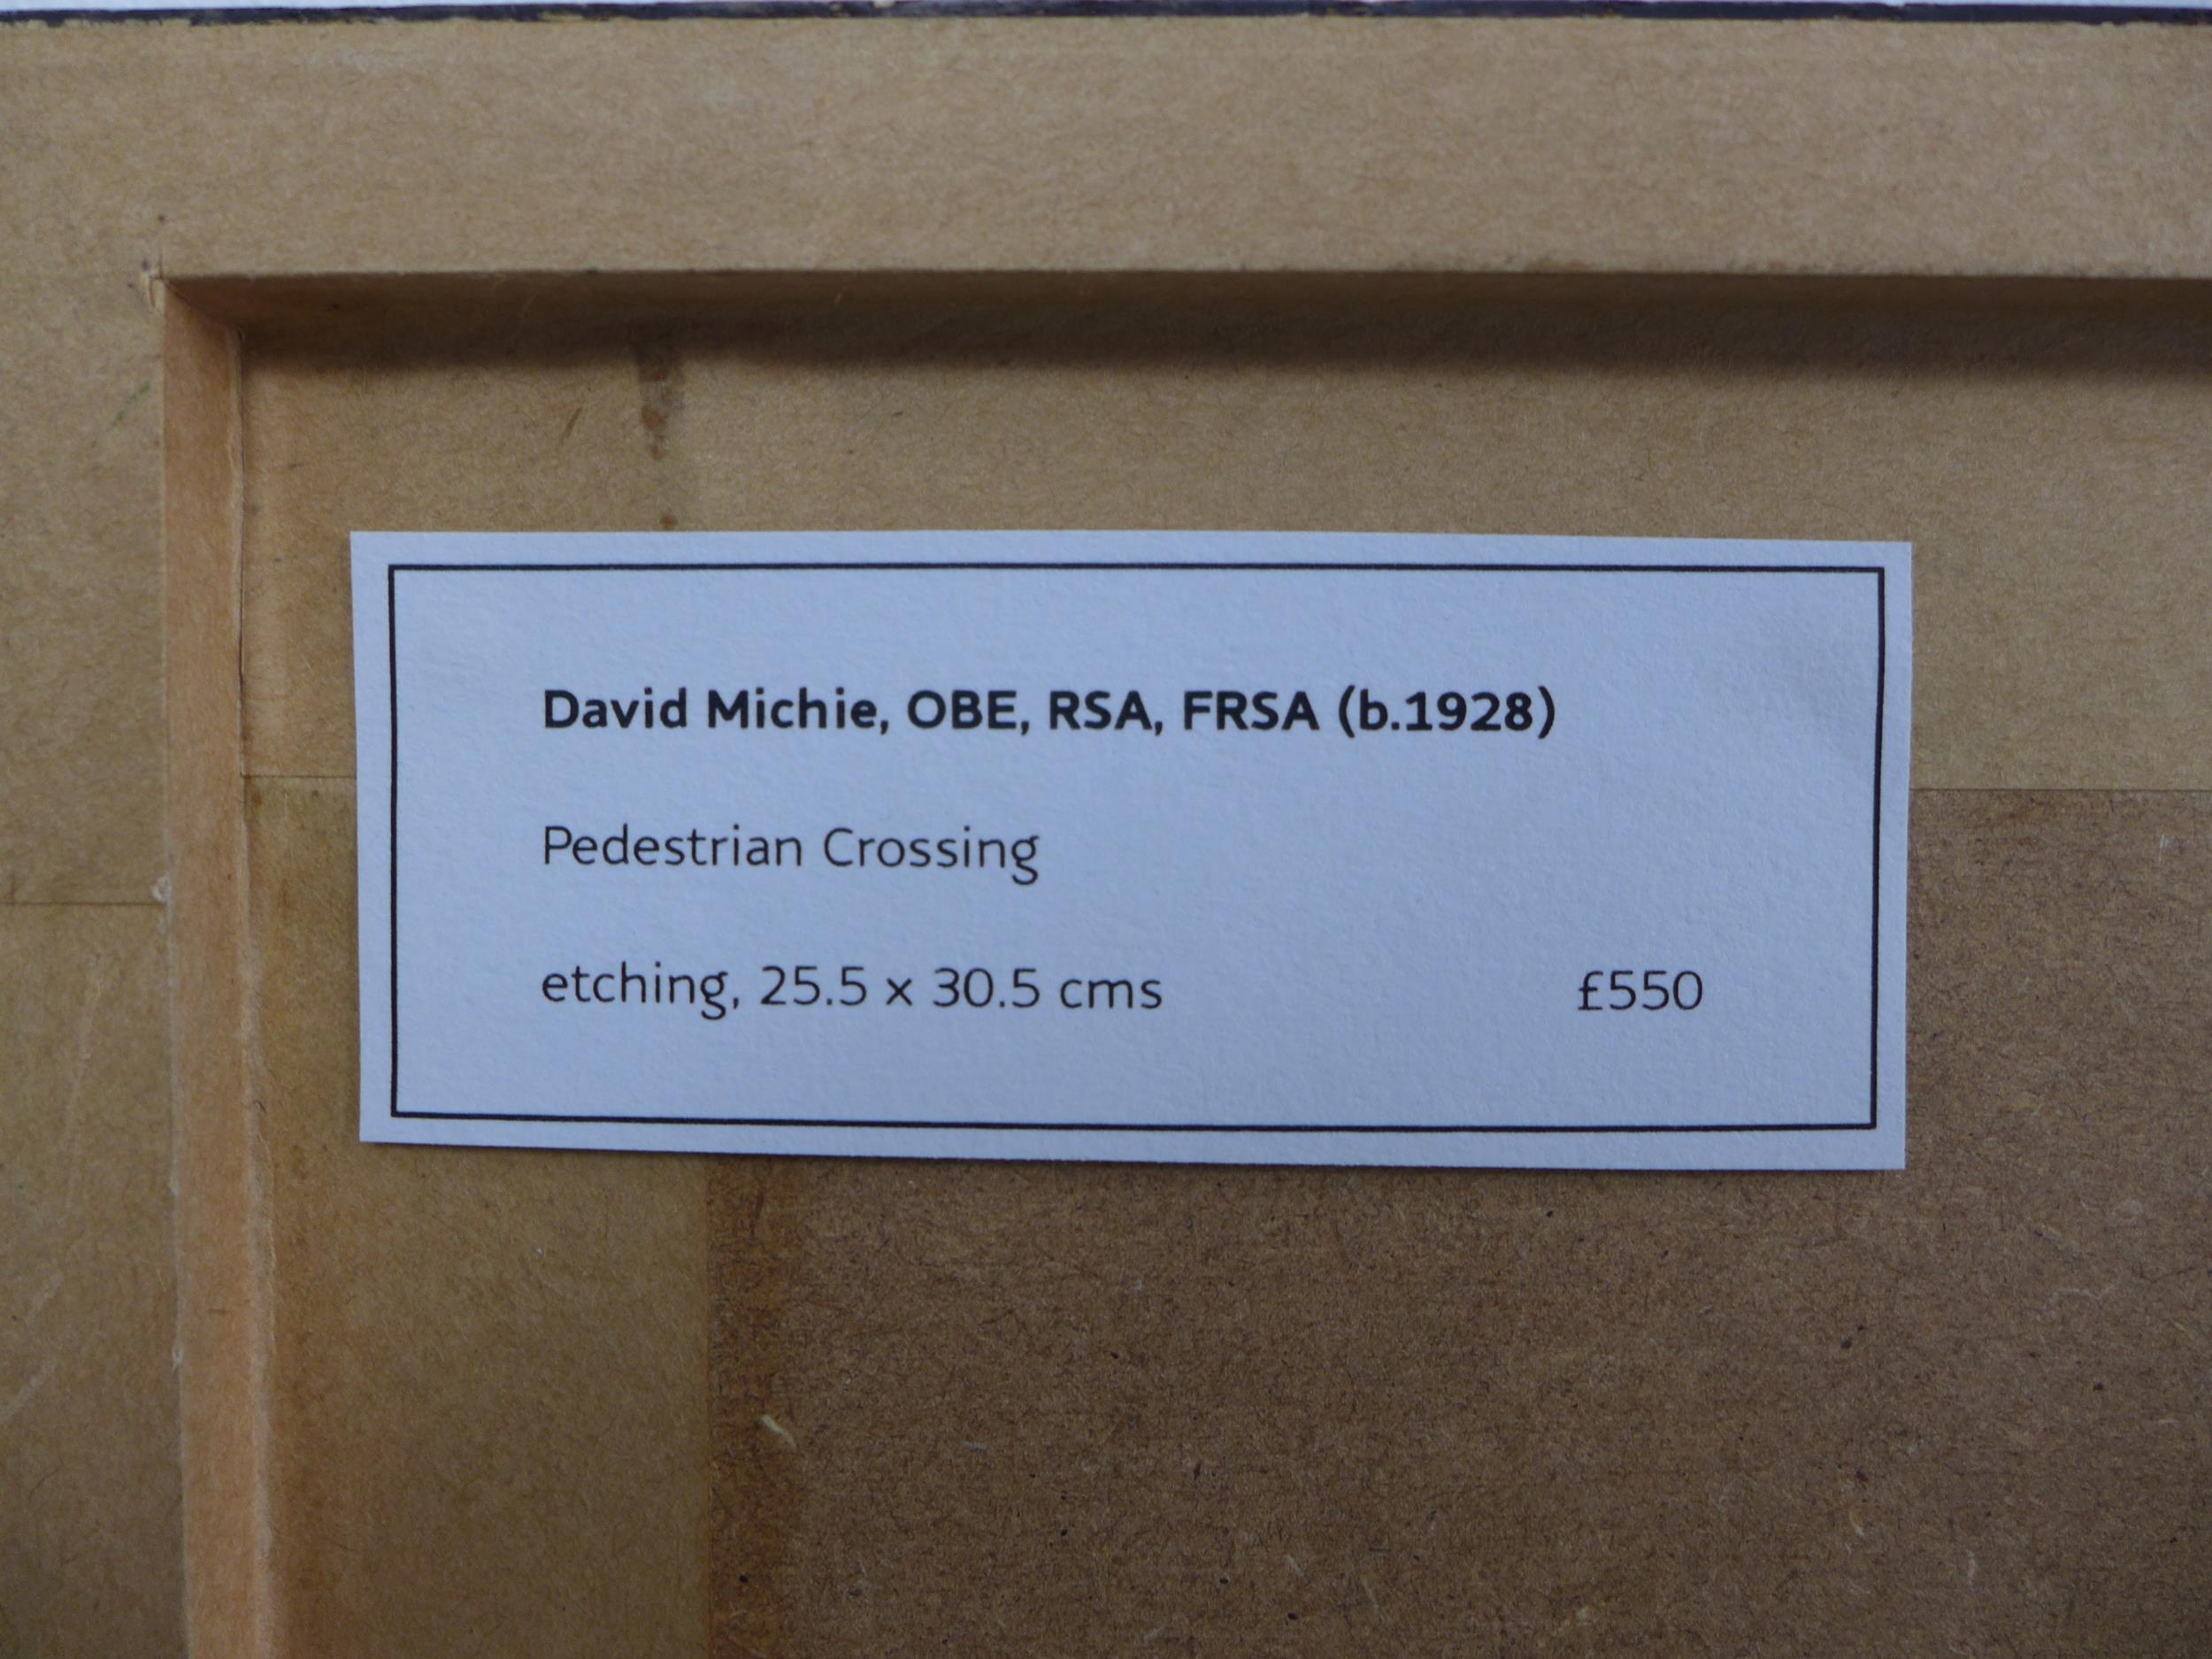 David Michie, OBE, RSA, FRSA (b.1928)
Pedestrian Crossing
etching, 25.5 x 30.5 cms £550